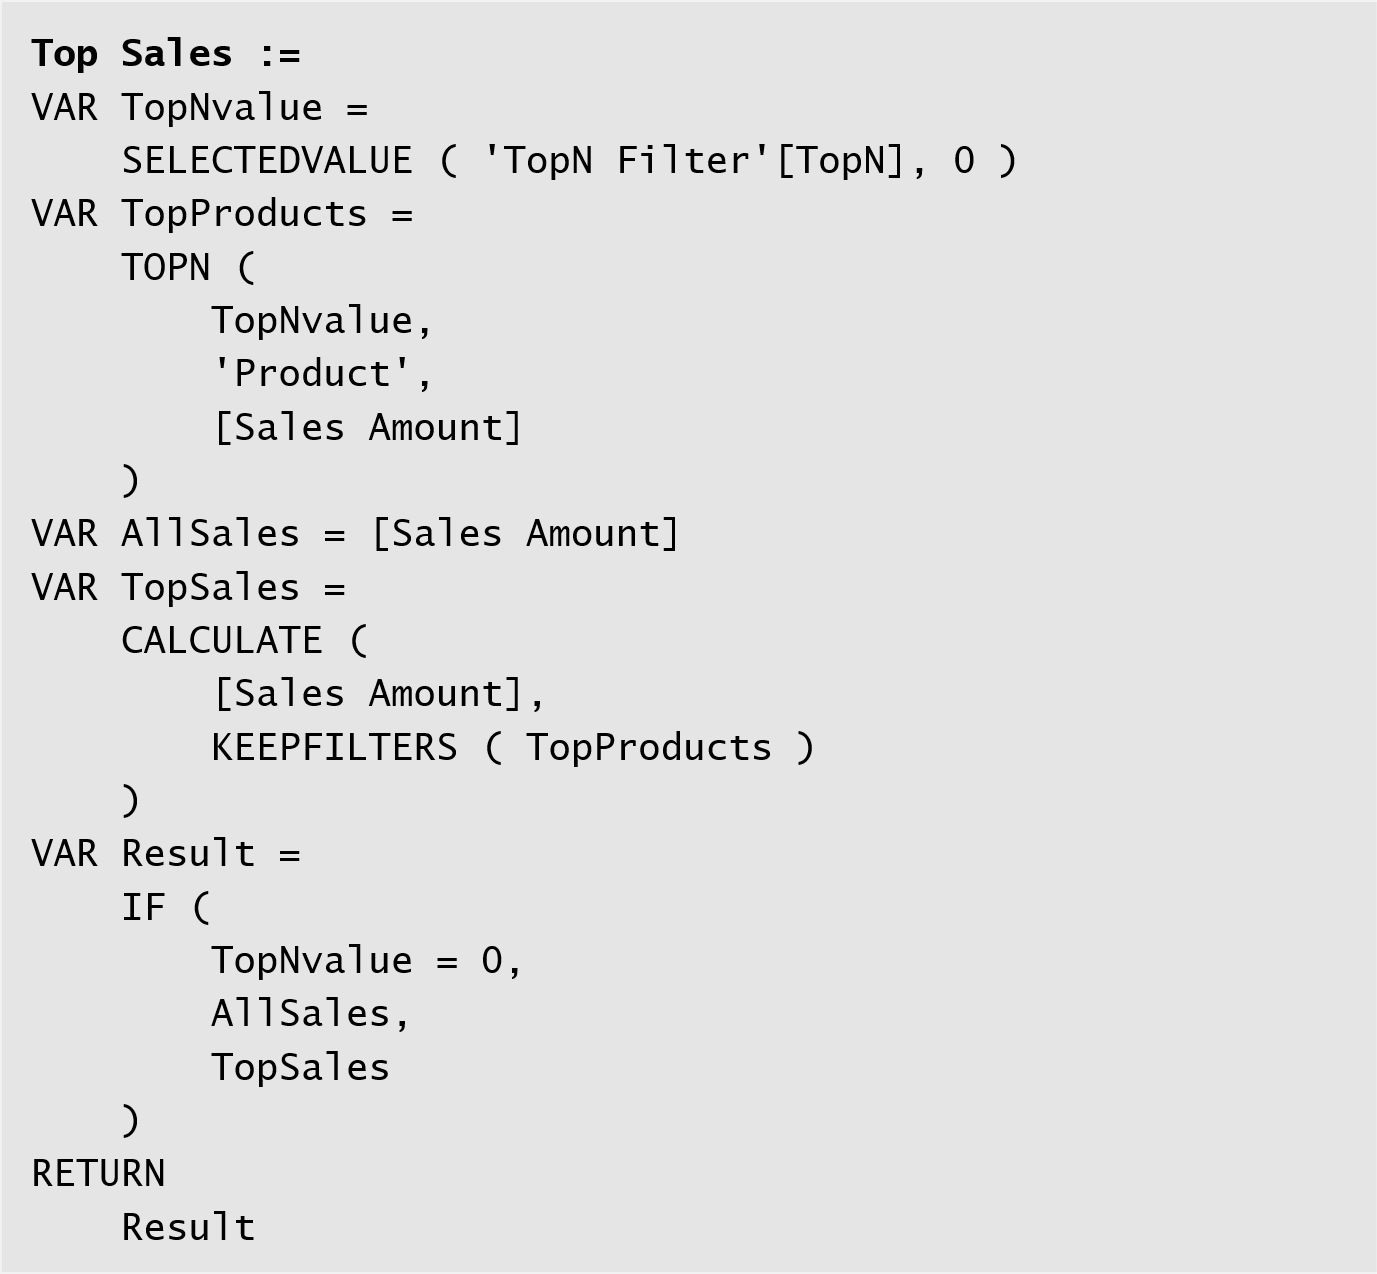 Top Sales :=
VAR TopNvalue =
    SELECTEDVALUE ( 'TopN Filter'[TopN], 0 )
VAR TopProducts =
    TOPN (
        TopNvalue,
        'Product',
        [Sales Amount]
    )
VAR AllSales = [Sales Amount]
VAR TopSales =
    CALCULATE (
        [Sales Amount],
        KEEPFILTERS ( TopProducts )
    )
VAR Result =
    IF (
        TopNvalue = 0,
        AllSales,
        TopSales
    )
RETURN
    Result